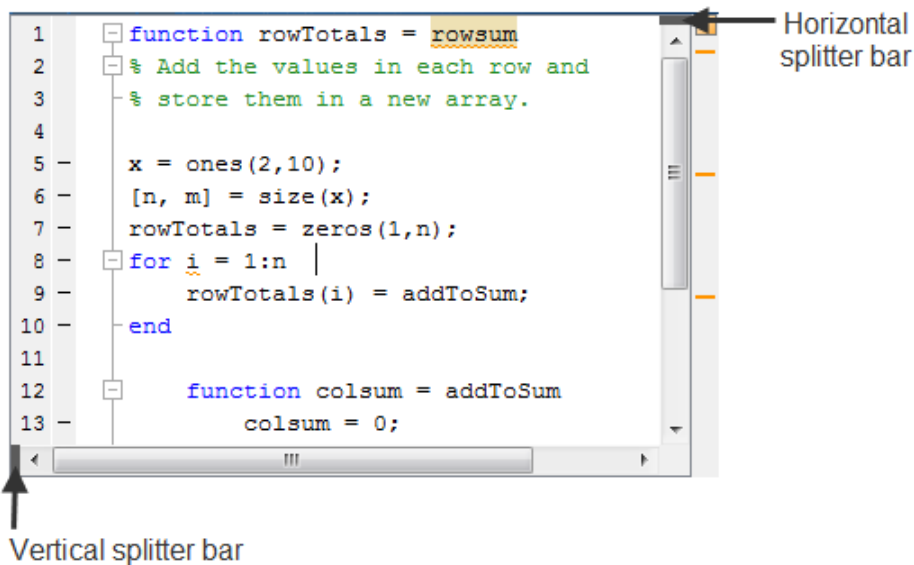 1 function rowTotals = rowsum
2 % Add the values in each row and
3 % store them in a new array.
4
5 - x = ones(2,10);
6 - [n, m] = size(x);
7 - rowTotals = zeros(1,n);
8 - for i = 1:n
9 - rowTotals(i) = addToSum;
10 - end
11
12 function colsum = addToSum
13 - colsum = 0;
Horizontal
splitter bar
Vertical splitter bar